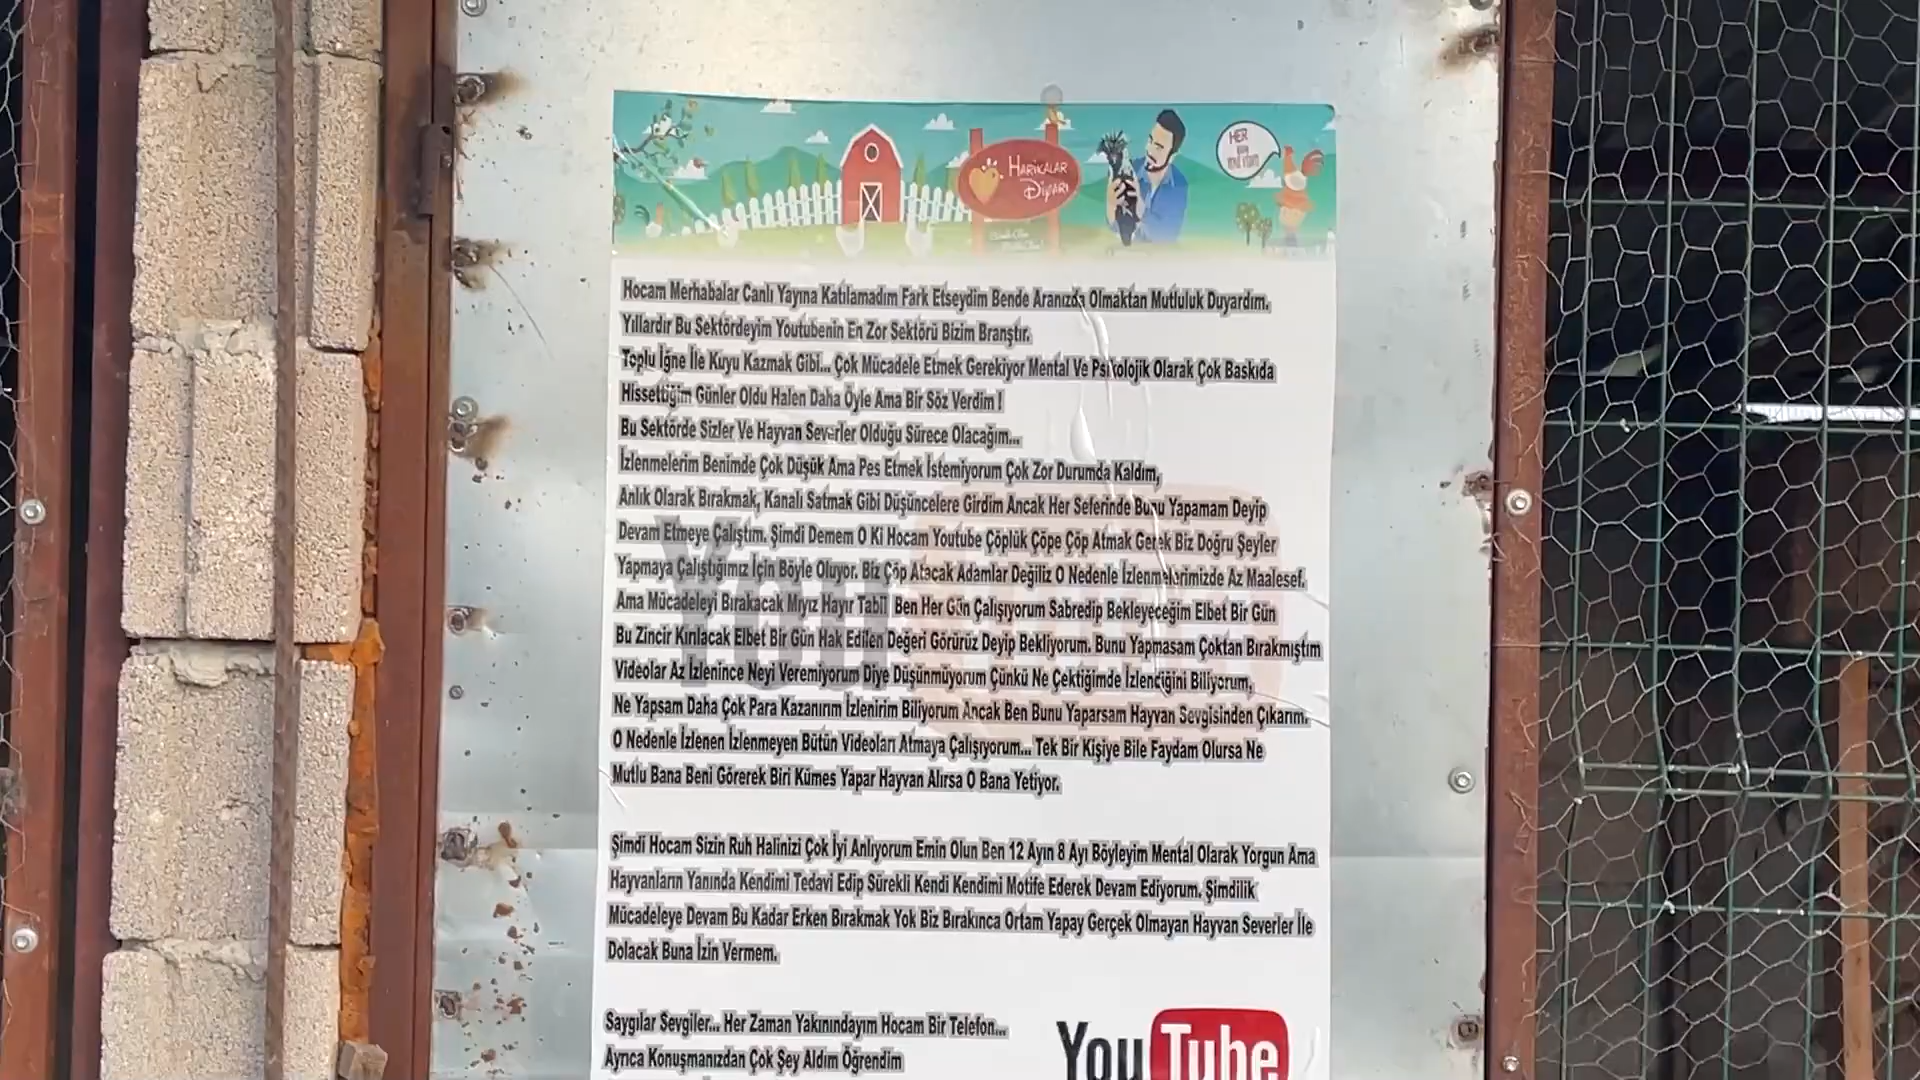 HARİKALAR
DİYARI
HER
Hocam Merhabalar Canlı Yayına Katılamadım Fark Etseydim Bende Aranızda Olmaktan Mutluluk Duyardım.
Yıllardır Bu Sektördeyim Youtubenin En Zor Sektörü Bizim Branştır.
Toplu İğne İle Kuyu Kazmak Gibi... Çok Mücadele Etmek Gerekiyor Mental Ve Psikolojik Olarak Çok Baskıda
Hissettiğim Günler Oldu Halen Daha Öyle Ama Bir Söz Verdim !
Bu Sektörde Sizler Ve Hayvan Severler Olduğu Sürece Olacağım...
İzlenmelerim Benimde Çok Düşük Ama Pes Etmek İstemiyorum Çok Zor Durumda Kaldım,
Anlık Olarak Bırakmak, Kanalı Satmak Gibi Düşüncelere Girdim Ancak Her Seferinde Bunu Yapamam Deyip
Devam Etmeye Çalıştım. Şimdi Demem O Ki Hocam Youtube Çöplük Çöpe Çöp Atmak Gerek Biz Doğru Şeyler
Yapmaya Çalıştığımız İçin Böyle Oluyor. Biz Çöp Atacak Adamlar Değiliz O Nedenle İzlenmelerimizde Az Maalesef.
Ama Mücadeleyi Bırakacak Mıyız Hayır Tabii Ben Her Gün Çalışıyorum Sabredip Bekleyeceğim Elbet Bir Gün
Bu Zincir Kırılacak Elbet Bir Gün Hak Edilen Değeri Görürüz Deyip Bekliyorum. Bunu Yapmasam Çoktan Bırakmıştım
Videolar Az İzlenince Neyi Veremiyorum Diye Düşünmüyorum Çünkü Ne Çektiğimde İzlendiğini Biliyorum,
Ne Yapsam Daha Çok Para Kazanırım İzlenirim Biliyorum Ancak Ben Bunu Yaparsam Hayvan Sevgisinden Çıkarım.
O Nedenle İzlenen İzlenmeyen Bütün Videoları Atmaya Çalışıyorum... Tek Bir Kişiye Bile Faydam Olursa Ne
Mutlu Bana Beni Görerek Biri Kümes Yapar Hayvan Alırsa O Bana Yetiyor.
Şimdi Hocam Sizin Ruh Halinizi Çok İyi Anlıyorum Emin Olun Ben 12 Ayın 8 Ayı Böyleyim Mental Olarak Yorgun Ama
Hayvanların Yanında Kendimi Tedavi Edip Sürekli Kendi Kendimi Motife Ederek Devam Ediyorum. Şimdilik
Mücadeleye Devam Bu Kadar Erken Bırakmak Yok Biz Bırakınca Ortam Yapay Gerçek Olmayan Hayvan Severler İle
Dolacak Buna İzin Vermem.
Saygılar Sevgiler... Her Zaman Yakınındayım Hocam Bir Telefon...
Ayrıca Konuşmanızdan Çok Şey Aldım Öğrendim
YouTube